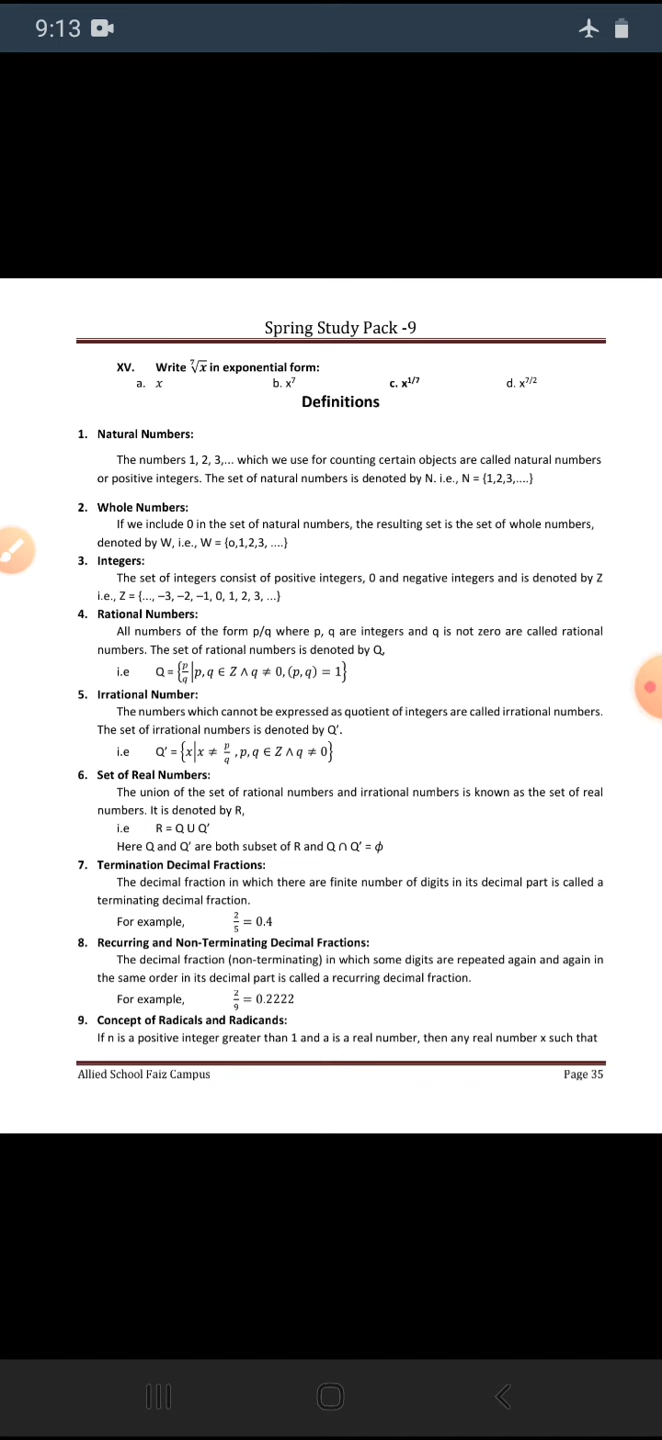 9:13
Spring Study Pack -9
XV. Write ⁷√x in exponential form:
a. x b. x⁷ c. x¹/⁷ d. x⁷/²
Definitions
1. Natural Numbers:
The numbers 1, 2, 3,... which we use for counting certain objects are called natural numbers
or positive integers. The set of natural numbers is denoted by N. i.e., N = {1,2,3,....}
2. Whole Numbers:
If we include 0 in the set of natural numbers, the resulting set is the set of whole numbers,
denoted by W, i.e., W = {o,1,2,3, ....}
3. Integers:
The set of integers consist of positive integers, 0 and negative integers and is denoted by Z
i.e., Z = {..., –3, –2, –1, 0, 1, 2, 3, ...}
4. Rational Numbers:
All numbers of the form p/q where p, q are integers and q is not zero are called rational
numbers. The set of rational numbers is denoted by Q,
i.e Q = {p/q | p, q ∈ Z ∧ q ≠ 0, (p, q) = 1}
5. Irrational Number:
The numbers which cannot be expressed as quotient of integers are called irrational numbers.
The set of irrational numbers is denoted by Q′.
i.e Q′ = {x | x ≠ p/q , p, q ∈ Z ∧ q ≠ 0}
6. Set of Real Numbers:
The union of the set of rational numbers and irrational numbers is known as the set of real
numbers. It is denoted by R,
i.e R = Q U Q′
Here Q and Q′ are both subset of R and Q ∩ Q′ = ϕ
7. Termination Decimal Fractions:
The decimal fraction in which there are finite number of digits in its decimal part is called a
terminating decimal fraction.
For example, 2/5 = 0.4
8. Recurring and Non-Terminating Decimal Fractions:
The decimal fraction (non-terminating) in which some digits are repeated again and again in
the same order in its decimal part is called a recurring decimal fraction.
For example, 2/9 = 0.2222
9. Concept of Radicals and Radicands:
If n is a positive integer greater than 1 and a is a real number, then any real number x such that
Allied School Faiz Campus Page 35